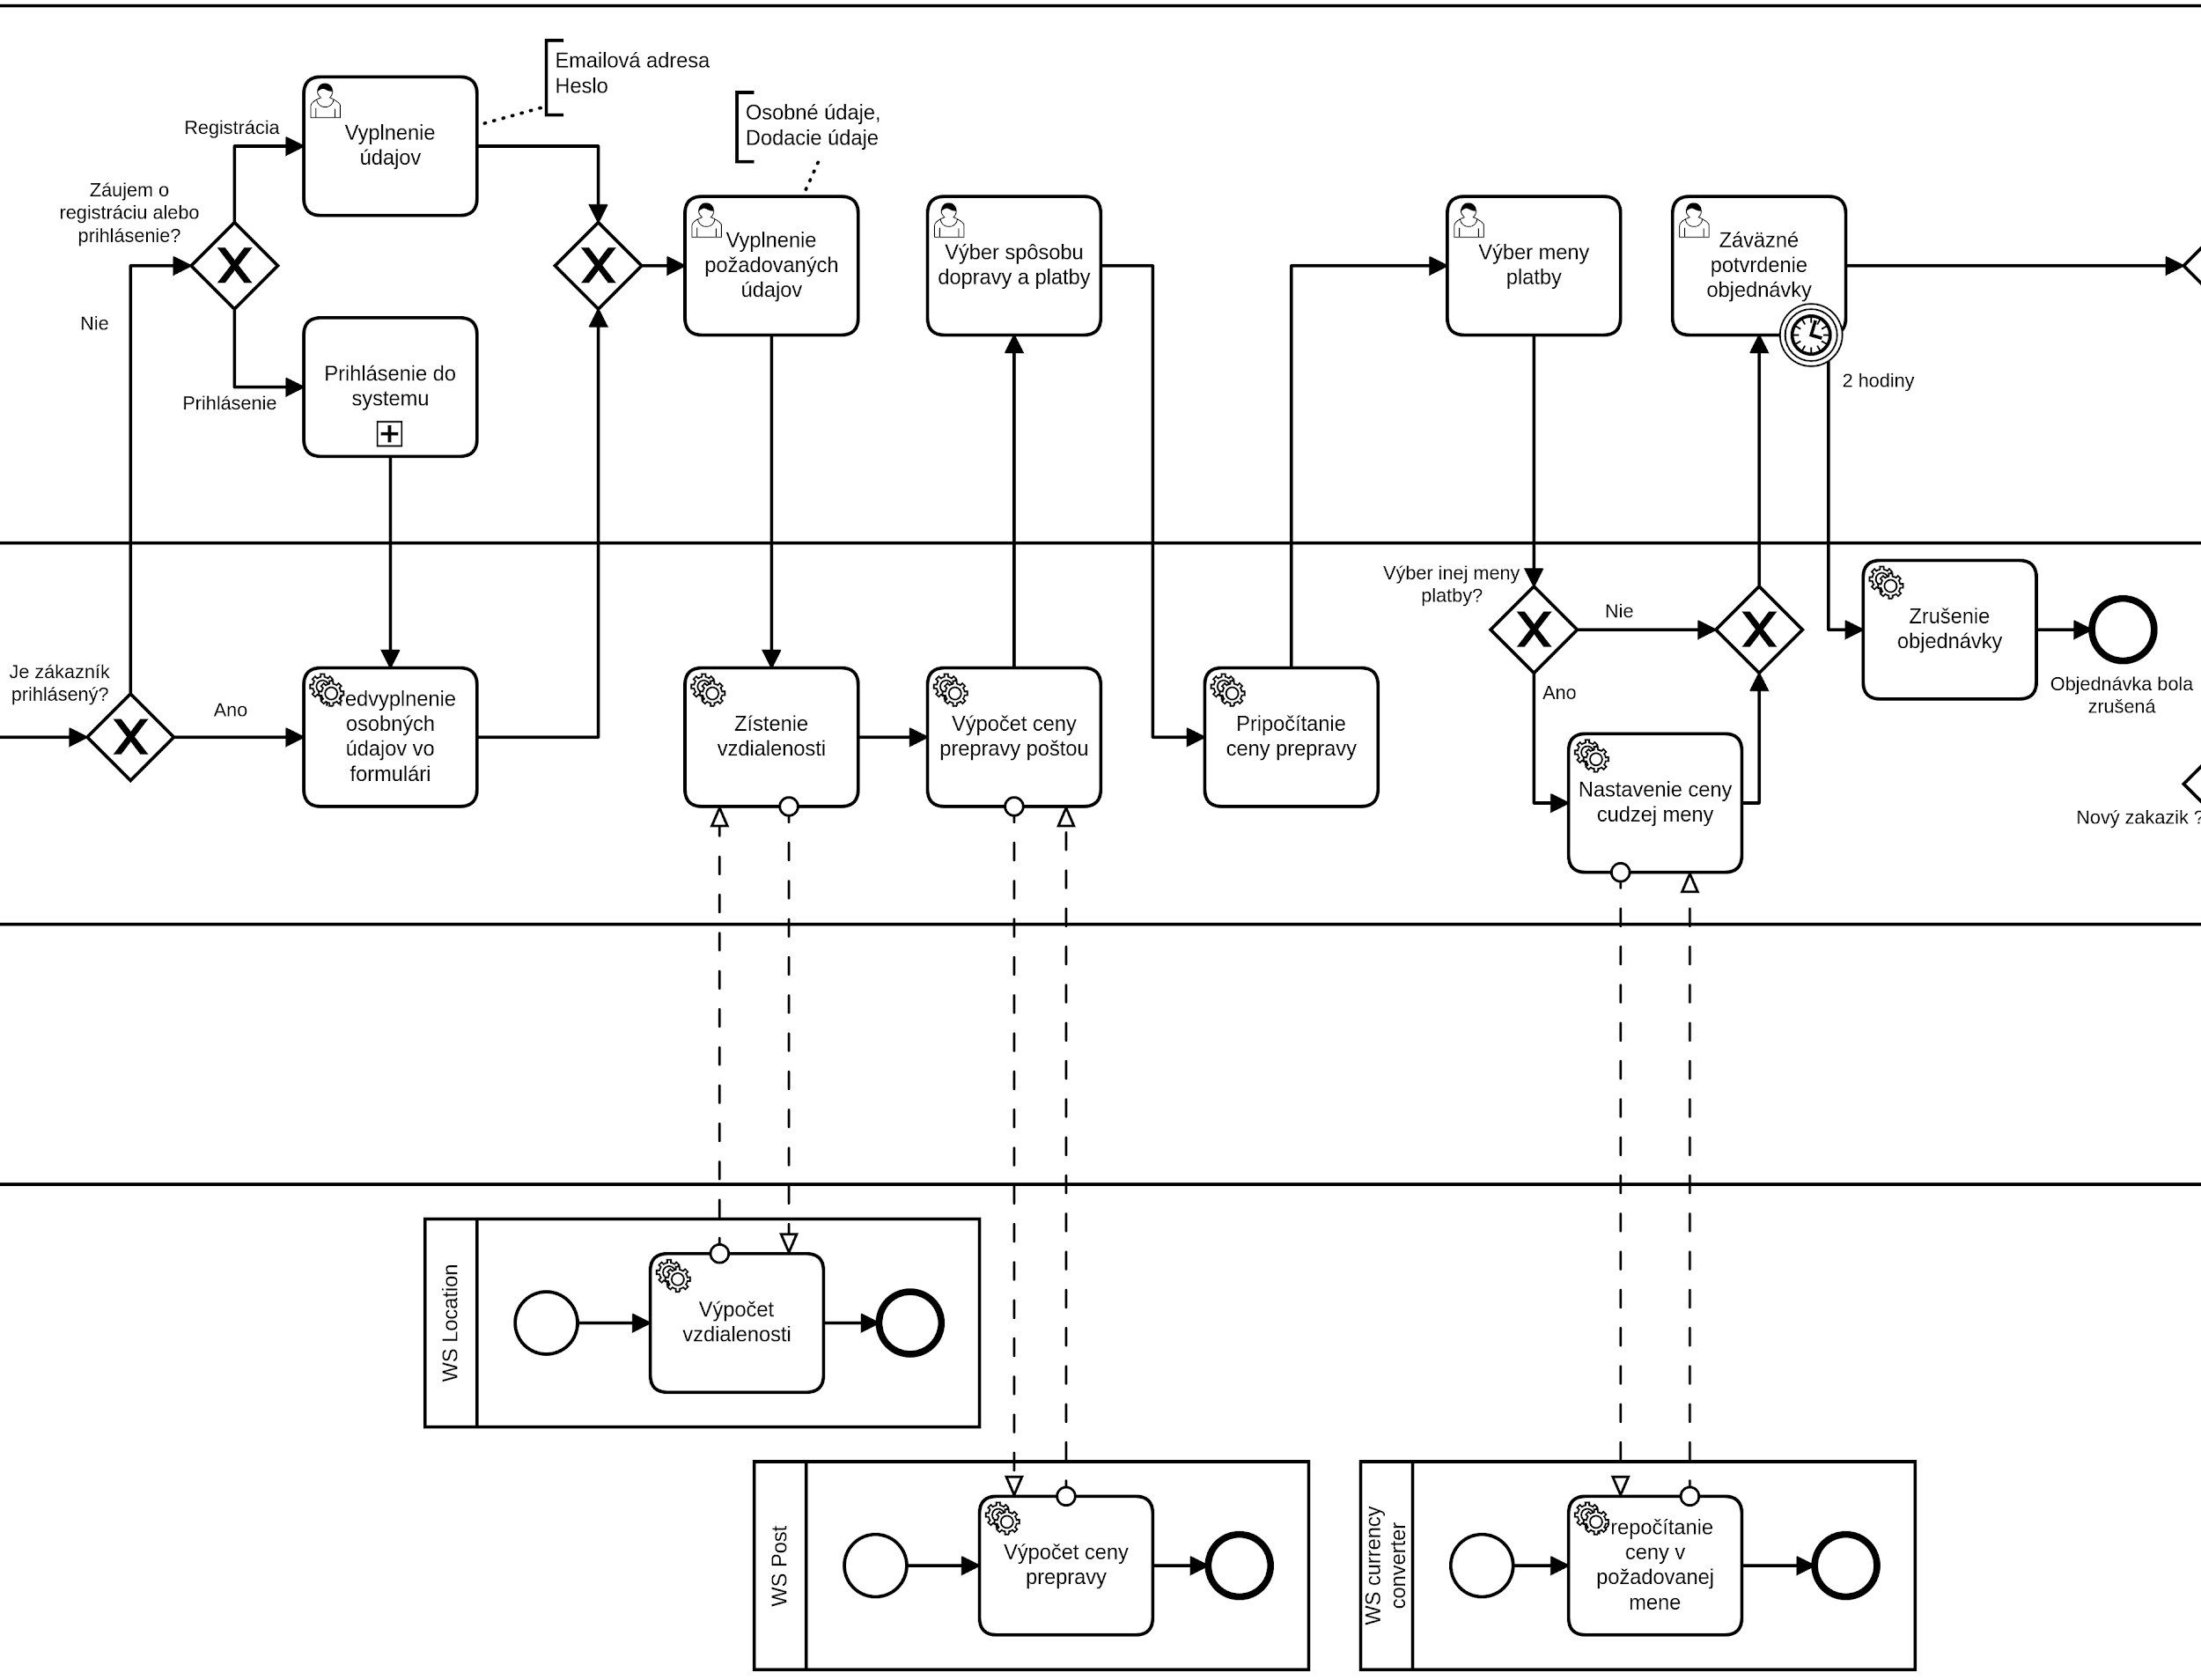 Emailová adresa
Heslo
Osobné údaje,
Dodacie údaje
Registrácia
Vyplnenie
údajov
Záujem o
registráciu alebo
prihlásenie?
Vyplnenie
požadovaných
údajov
Výber spôsobu
dopravy a platby
Výber meny
platby
Záväzné
potvrdenie
objednávky
Nie
Prihlásenie do
systemu
Prihlásenie
2 hodiny
Výber inej meny
platby?
Nie
Zrušenie
objednávky
Je zákazník
prihlásený?
Ano
edvyplnenie
osobných
údajov vo
formulári
Zístenie
vzdialenosti
Výpočet ceny
prepravy poštou
Pripočítanie
ceny prepravy
Ano
Objednávka bola
zrušená
Nastavenie ceny
cudzej meny
Nový zakazik ?
WS Location
Výpočet
vzdialenosti
WS Post
Výpočet ceny
prepravy
WS currency
converter
repočítanie
ceny v
požadovanej
mene